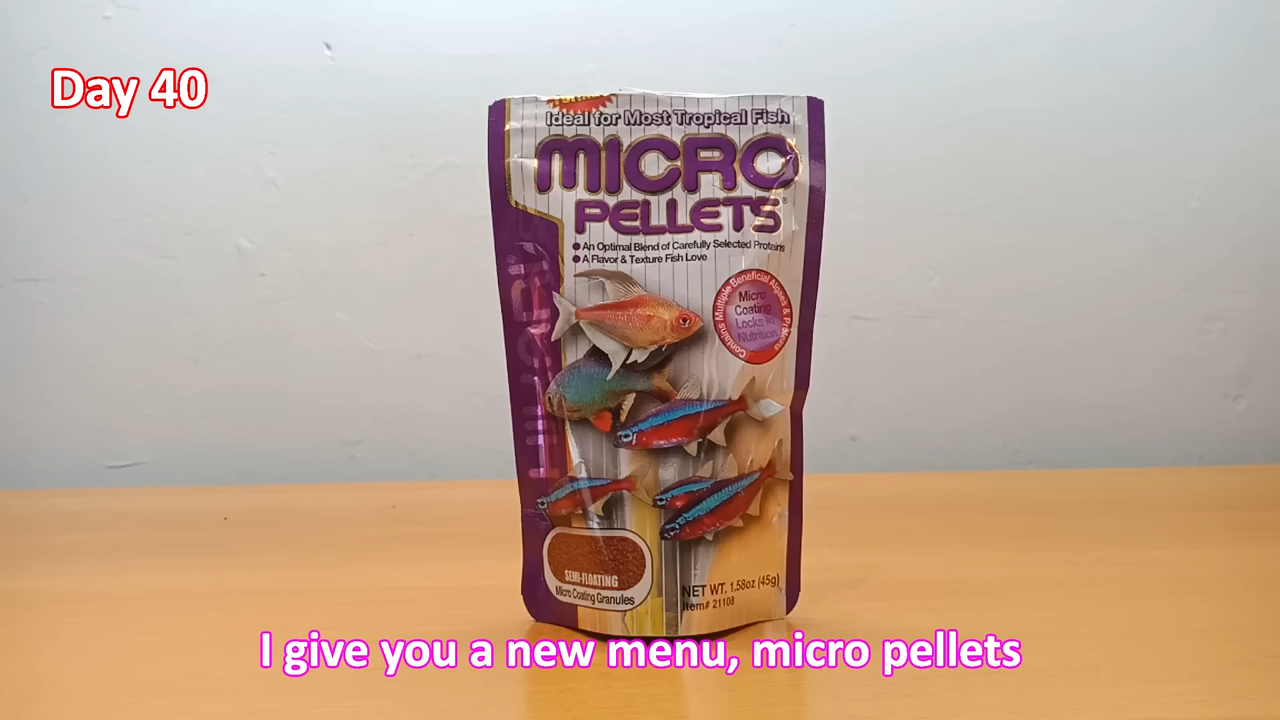 Day 40
Ideal for Most Tropical Fish
MICRO
PELLETS
An Optimal Blend of Carefully Selected Proteins
A Flavor & Texture Fish Love
Contains Multiple Beneficial Algaes & Proteins
Micro
Coating
Locks in
Nutrition
HIKARI
SEMI-FLOATING
Micro Coating Granules
NET WT. 1.58oz (45g)
Item# 21108
I give you a new menu, micro pellets